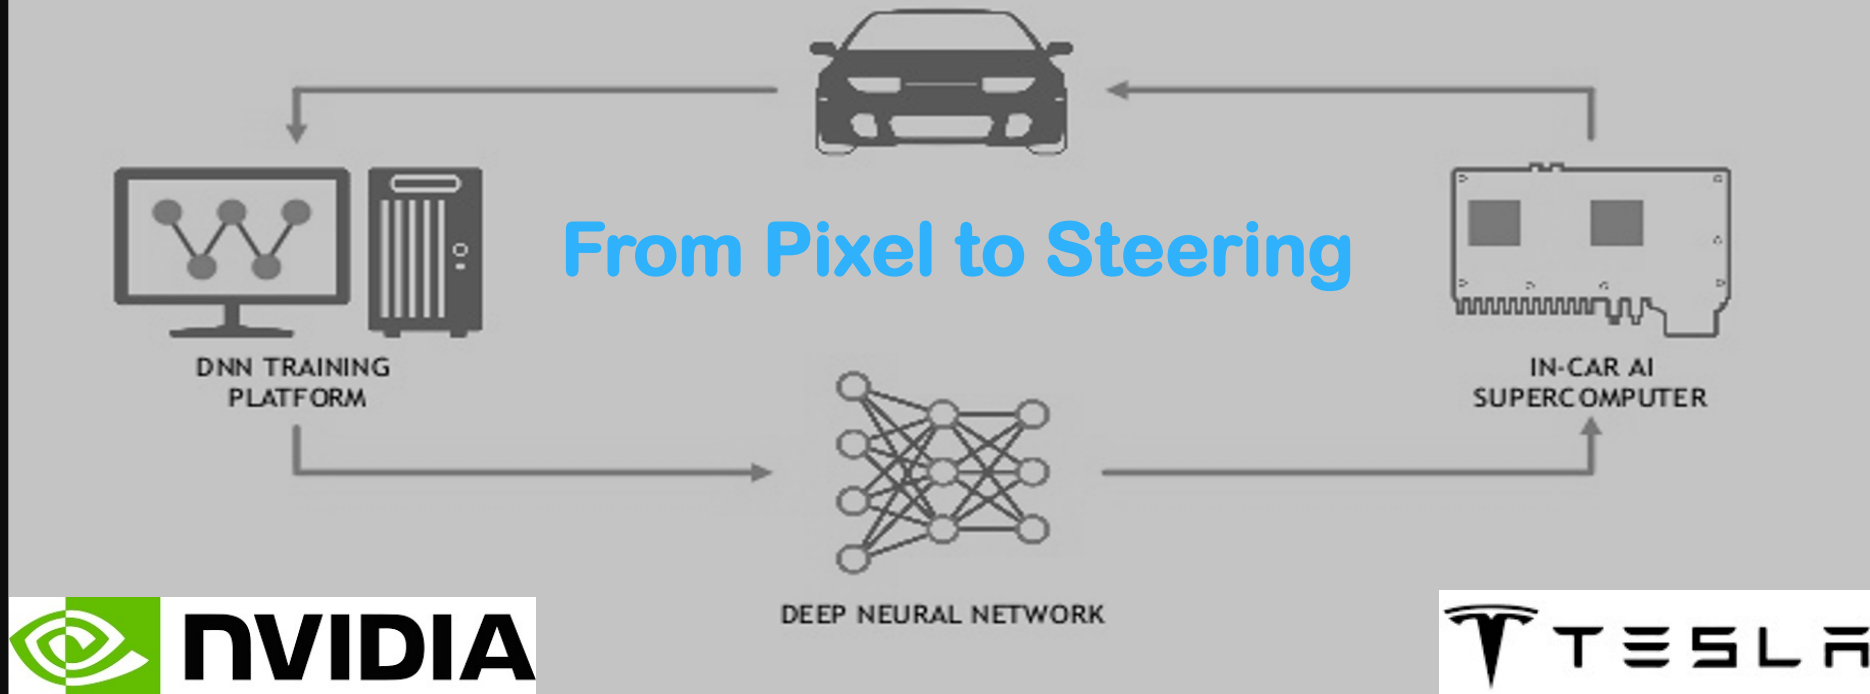 From Pixel to Steering
DNN TRAINING
PLATFORM
IN-CAR AI
SUPERCOMPUTER
DEEP NEURAL NETWORK
NVIDIA
TESLA